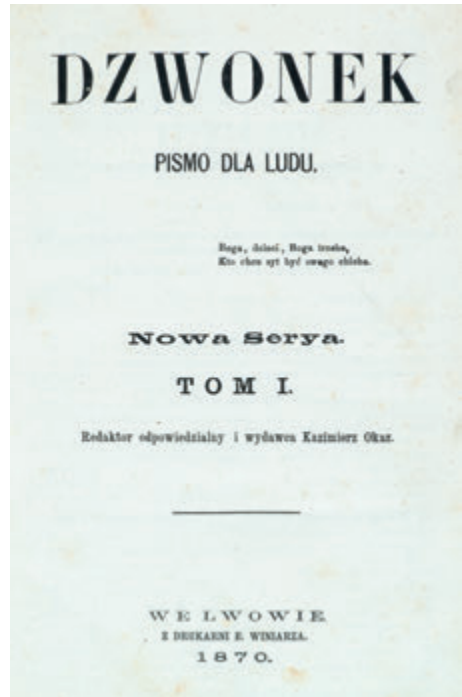 DZWONEK
PISMO DLA LUDU.
Boga, dzieci, Boga trzeba,
Kto chce syt być swego chleba.
Nowa Serya.
TOM I.
Redaktor odpowiedzialny i wydawca Kazimierz Okaz.
WE LWOWIE.
Z DRUKARNI E. WINIARZA.
1870.